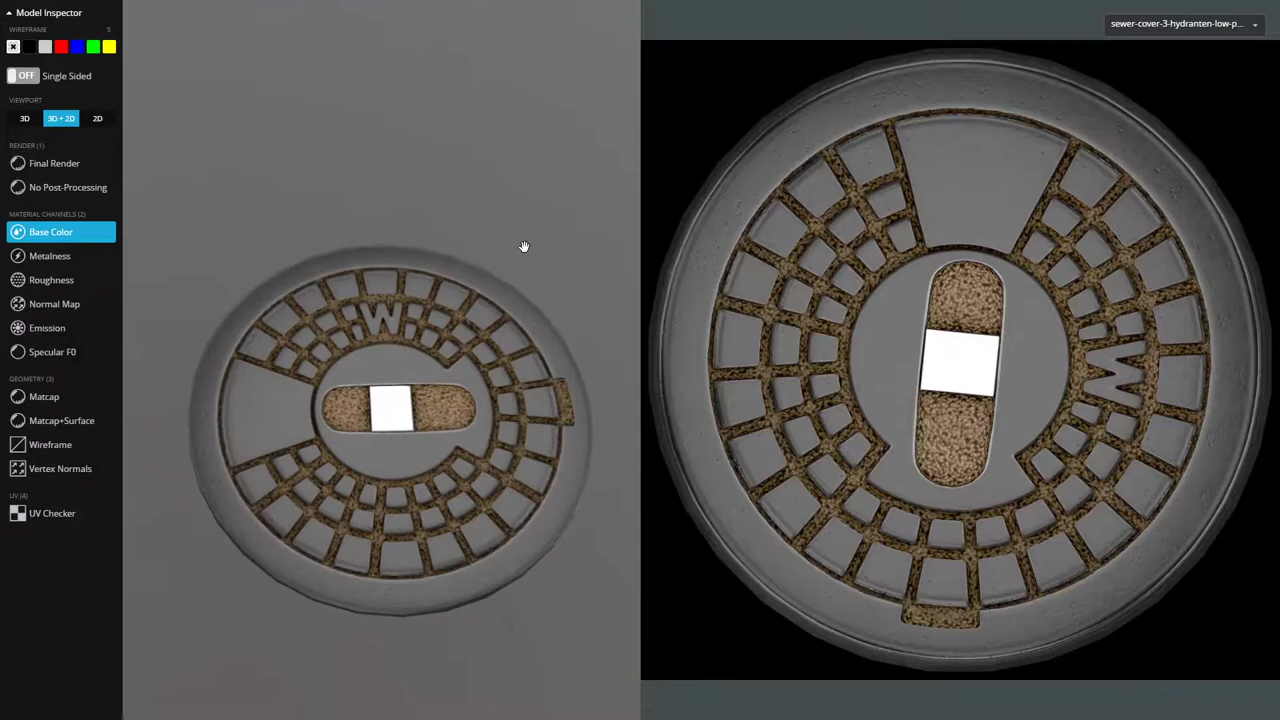 Model Inspector
WIREFRAME 5
OFF Single Sided
VIEWPORT
3D 3D + 2D 2D
RENDER (1)
Final Render
No Post-Processing
MATERIAL CHANNELS (2)
Base Color
Metalness
Roughness
Normal Map
Emission
Specular F0
GEOMETRY (3)
Matcap
Matcap+Surface
Wireframe
Vertex Normals
UV (4)
UV Checker
W
sewer-cover-3-hydranten-low-p...
W